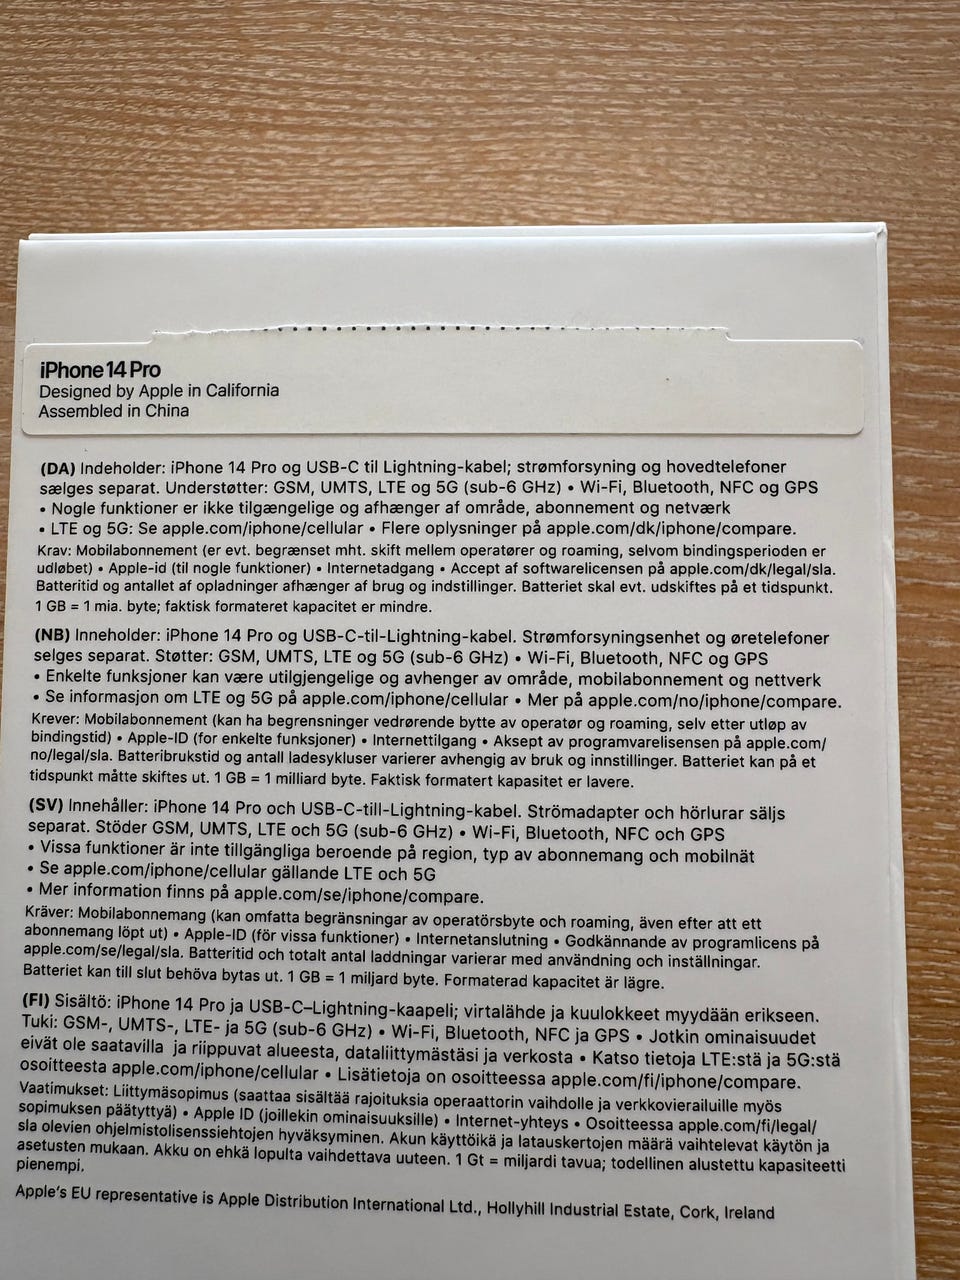 iPhone 14 Pro
Designed by Apple in California
Assembled in China
(DA) Indeholder: iPhone 14 Pro og USB-C til Lightning-kabel; strømforsyning og hovedtelefoner
sælges separat. Understøtter: GSM, UMTS, LTE og 5G (sub-6 GHz) • Wi-Fi, Bluetooth, NFC og GPS
• Nogle funktioner er ikke tilgængelige og afhænger af område, abonnement og netværk
• LTE og 5G: Se apple.com/iphone/cellular • Flere oplysninger på apple.com/dk/iphone/compare.
Krav: Mobilabonnement (er evt. begrænset mht. skift mellem operatører og roaming, selvom bindingsperioden er
udløbet) • Apple-id (til nogle funktioner) • Internetadgang • Accept af softwarelicensen på apple.com/dk/legal/sla.
Batteritid og antallet af opladninger afhænger af brug og indstillinger. Batteriet skal evt. udskiftes på et tidspunkt.
1 GB = 1 mia. byte; faktisk formateret kapacitet er mindre.
(NB) Inneholder: iPhone 14 Pro og USB-C-til-Lightning-kabel. Strømforsyningsenhet og øretelefoner
selges separat. Støtter: GSM, UMTS, LTE og 5G (sub-6 GHz) • Wi-Fi, Bluetooth, NFC og GPS
• Enkelte funksjoner kan være utilgjengelige og avhenger av område, mobilabonnement og nettverk
• Se informasjon om LTE og 5G på apple.com/iphone/cellular • Mer på apple.com/no/iphone/compare.
Krever: Mobilabonnement (kan ha begrensninger vedrørende bytte av operatør og roaming, selv etter utløp av
bindingstid) • Apple-ID (for enkelte funksjoner) • Internettilgang • Aksept av programvarelisensen på apple.com/
no/legal/sla. Batteribrukstid og antall ladesykluser varierer avhengig av bruk og innstillinger. Batteriet kan på et
tidspunkt måtte skiftes ut. 1 GB = 1 milliard byte. Faktisk formatert kapasitet er lavere.
(SV) Innehåller: iPhone 14 Pro och USB-C-till-Lightning-kabel. Strömadapter och hörlurar säljs
separat. Stöder GSM, UMTS, LTE och 5G (sub-6 GHz) • Wi-Fi, Bluetooth, NFC och GPS
• Vissa funktioner är inte tillgängliga beroende på region, typ av abonnemang och mobilnät
• Se apple.com/iphone/cellular gällande LTE och 5G
• Mer information finns på apple.com/se/iphone/compare.
Kräver: Mobilabonnemang (kan omfatta begränsningar av operatörsbyte och roaming, även efter att ett
abonnemang löpt ut) • Apple-ID (för vissa funktioner) • Internetanslutning • Godkännande av programlicens på
apple.com/se/legal/sla. Batteritid och totalt antal laddningar varierar med användning och inställningar.
Batteriet kan till slut behöva bytas ut. 1 GB = 1 miljard byte. Formaterad kapacitet är lägre.
(FI) Sisältö: iPhone 14 Pro ja USB-C–Lightning-kaapeli; virtalähde ja kuulokkeet myydään erikseen.
Tuki: GSM-, UMTS-, LTE- ja 5G (sub-6 GHz) • Wi-Fi, Bluetooth, NFC ja GPS • Jotkin ominaisuudet
eivät ole saatavilla ja riippuvat alueesta, dataliittymästäsi ja verkosta • Katso tietoja LTE:stä ja 5G:stä
osoitteesta apple.com/iphone/cellular • Lisätietoja on osoitteessa apple.com/fi/iphone/compare.
Vaatimukset: Liittymäsopimus (saattaa sisältää rajoituksia operaattorin vaihdolle ja verkkovierailuille myös
sopimuksen päätyttyä) • Apple ID (joillekin ominaisuuksille) • Internet-yhteys • Osoitteessa apple.com/fi/legal/
sla olevien ohjelmistolisenssiehtojen hyväksyminen. Akun käyttöikä ja latauskertojen määrä vaihtelevat käytön ja
asetusten mukaan. Akku on ehkä lopulta vaihdettava uuteen. 1 Gt = miljardi tavua; todellinen alustettu kapasiteetti
pienempi.
Apple's EU representative is Apple Distribution International Ltd., Hollyhill Industrial Estate, Cork, Ireland